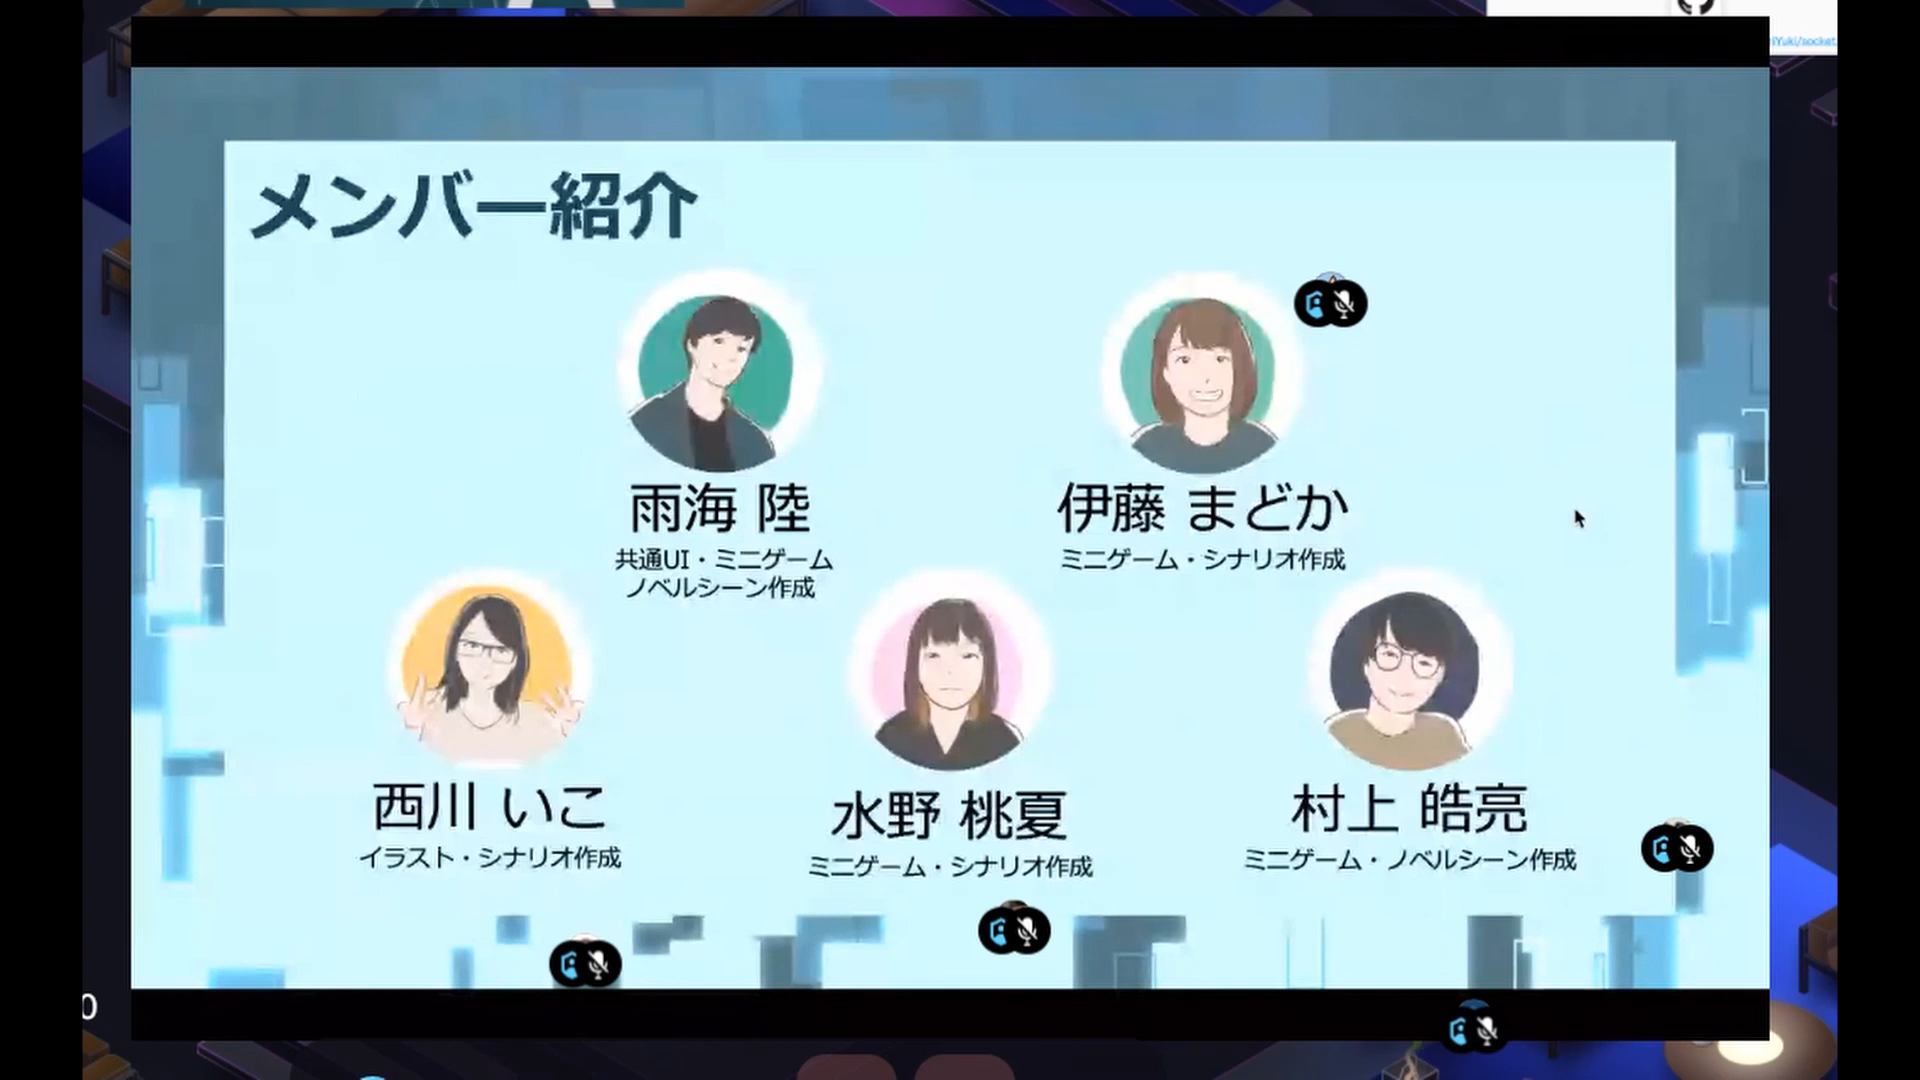 iYuki/socket.
メンバー紹介
雨海 陸
共通UI・ミニゲーム
ノベルシーン作成
伊藤 まどか
ミニゲーム・シナリオ作成
西川 いこ
イラスト・シナリオ作成
水野 桃夏
ミニゲーム・シナリオ作成
村上 皓亮
ミニゲーム・ノベルシーン作成
0